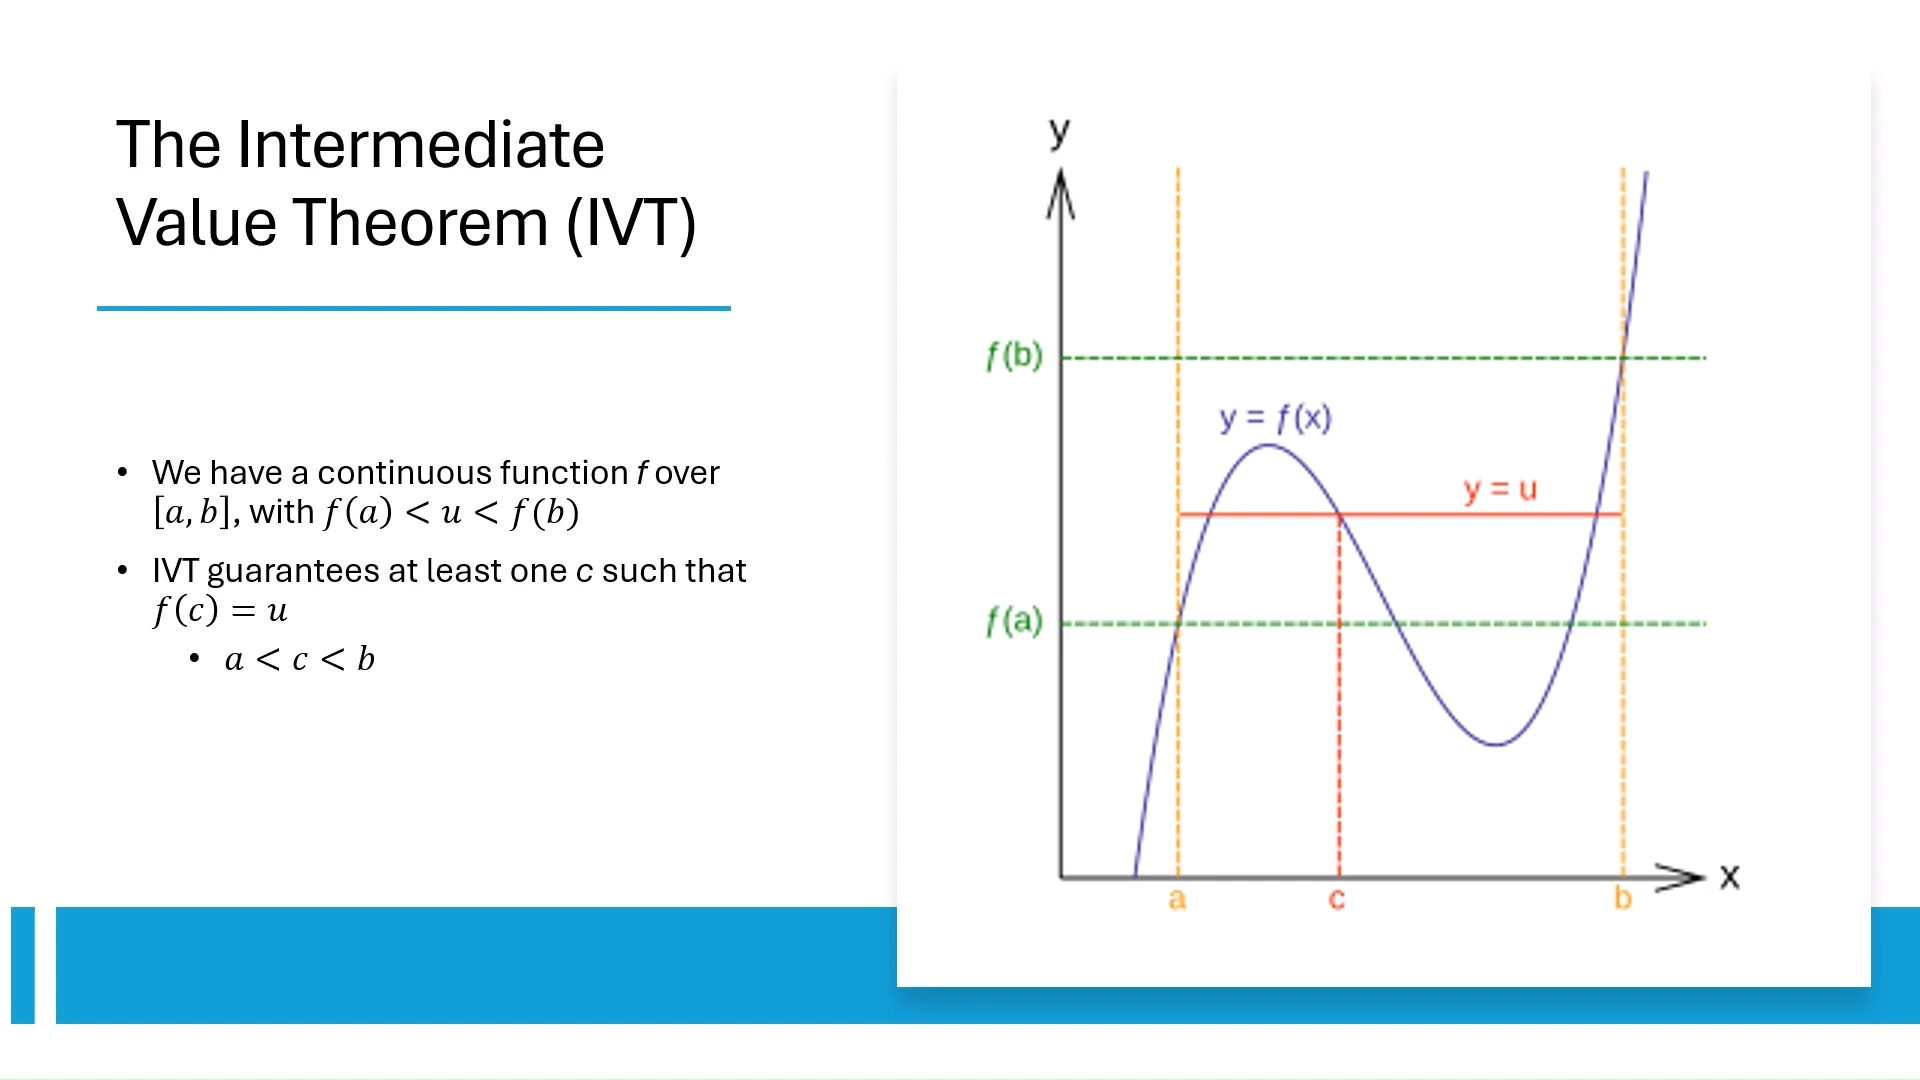 The Intermediate
Value Theorem (IVT)
• We have a continuous function f over
[a, b], with f(a) < u < f(b)
• IVT guarantees at least one c such that
f(c) = u
• a < c < b
y
f(b)
y = f(x)
y = u
f(a)
x
a
c
b